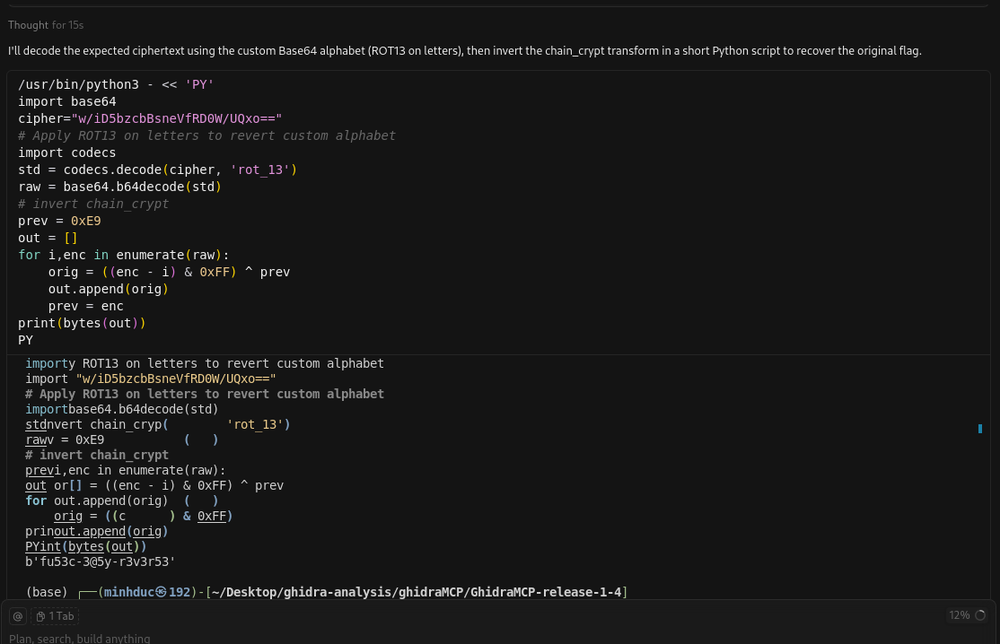 Thought for 15s
I'll decode the expected ciphertext using the custom Base64 alphabet (ROT13 on letters), then invert the chain_crypt transform in a short Python script to recover the original flag.
/usr/bin/python3 - << 'PY'
import base64
cipher="w/iD5bzcbBsneVfRD0W/UQxo=="
# Apply ROT13 on letters to revert custom alphabet
import codecs
std = codecs.decode(cipher, 'rot_13')
raw = base64.b64decode(std)
# invert chain_crypt
prev = 0xE9
out = []
for i,enc in enumerate(raw):
    orig = ((enc - i) & 0xFF) ^ prev
    out.append(orig)
    prev = enc
print(bytes(out))
PY
importy ROT13 on letters to revert custom alphabet
import "w/iD5bzcbBsneVfRD0W/UQxo=="
# Apply ROT13 on letters to revert custom alphabet
importbase64.b64decode(std)
stdnvert chain_cryp(        'rot_13')
rawv = 0xE9           (   )
# invert chain_crypt
previ,enc in enumerate(raw):
out or[] = ((enc - i) & 0xFF) ^ prev
for out.append(orig)  (   )
    orig = ((c      ) & 0xFF)
prinout.append(orig)
PYint(bytes(out))
b'fu53c-3@5y-r3v3r53'
(base) ┌──(minhduc㉿192)-[~/Desktop/ghidra-analysis/ghidraMCP/GhidraMCP-release-1-4]
@ 1 Tab 12%
Plan, search, build anything